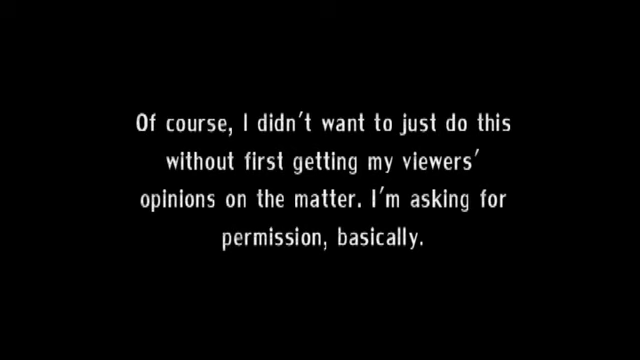 Of course, I didn't want to just do this
without first getting my viewers'
opinions on the matter. I'm asking for
permission, basically.